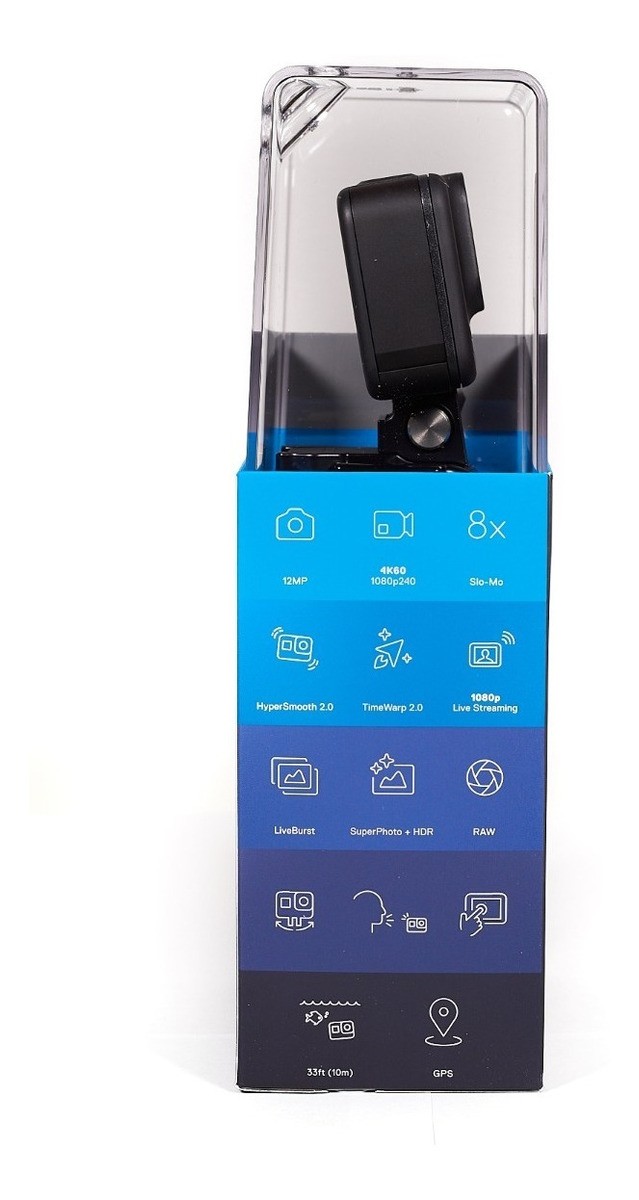 8x
12MP
4K60
1080p240
Slo-Mo
HyperSmooth 2.0
TimeWarp 2.0
1080p
Live Streaming
LiveBurst
SuperPhoto + HDR
RAW
33ft (10m)
GPS